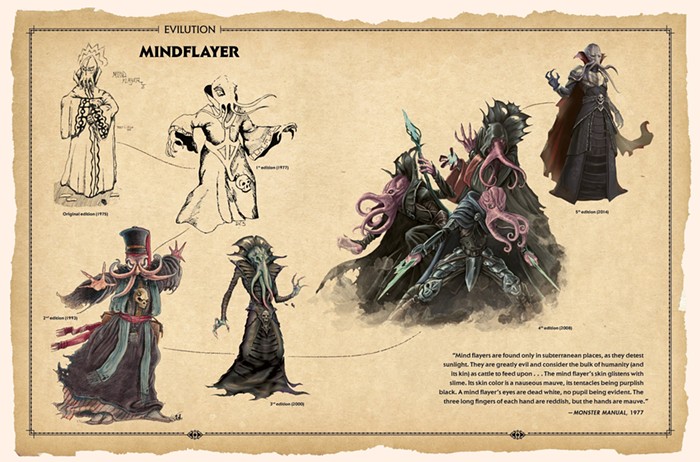 EVILUTION
MINDFLAYER
MIND
FLAYER
1st edition (1977)
Original edition (1975)
5th edition (2014)
2nd edition (1993)
3rd edition (2000)
4th edition (2008)
"Mind flayers are found only in subterranean places, as they detest
sunlight. They are greatly evil and consider the bulk of humanity (and
its kin) as cattle to feed upon . . . The mind flayer's skin glistens with
slime. Its skin color is a nauseous mauve, its tentacles being purplish
black. A mind flayer's eyes are dead white, no pupil being evident. The
three long fingers of each hand are reddish, but the hands are mauve."
— MONSTER MANUAL, 1977